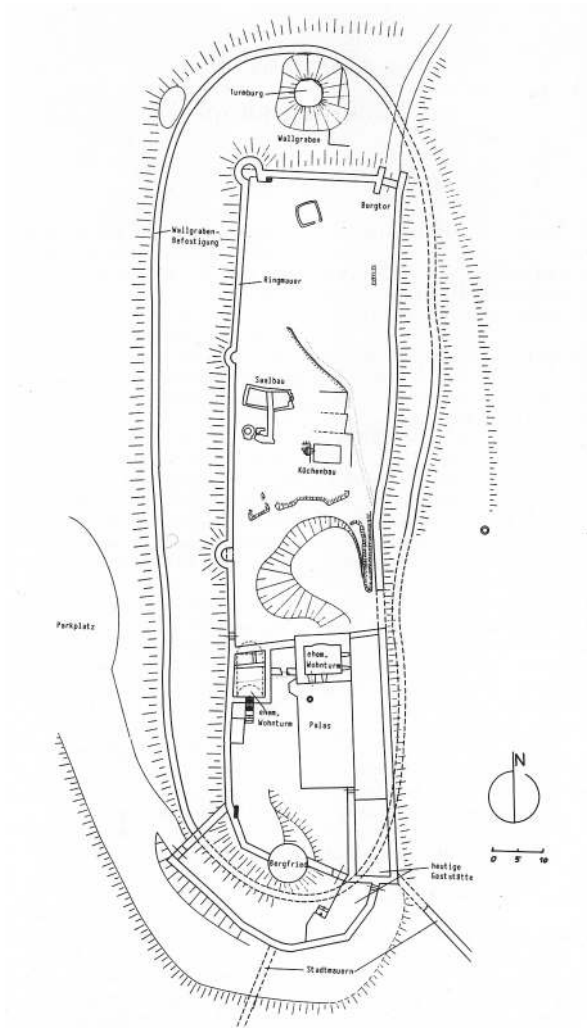 Turmburg
Wallgraben
Burgtor
Wallgraben-
Befestigung
Ringmauer
Saalbau
Küchenbau
Parkplatz
ehem.
Wohnturm
ehem.
Wohnturm
Palas
N
0 5 10
Bergfried
heutige
Gaststätte
Stadtmauern